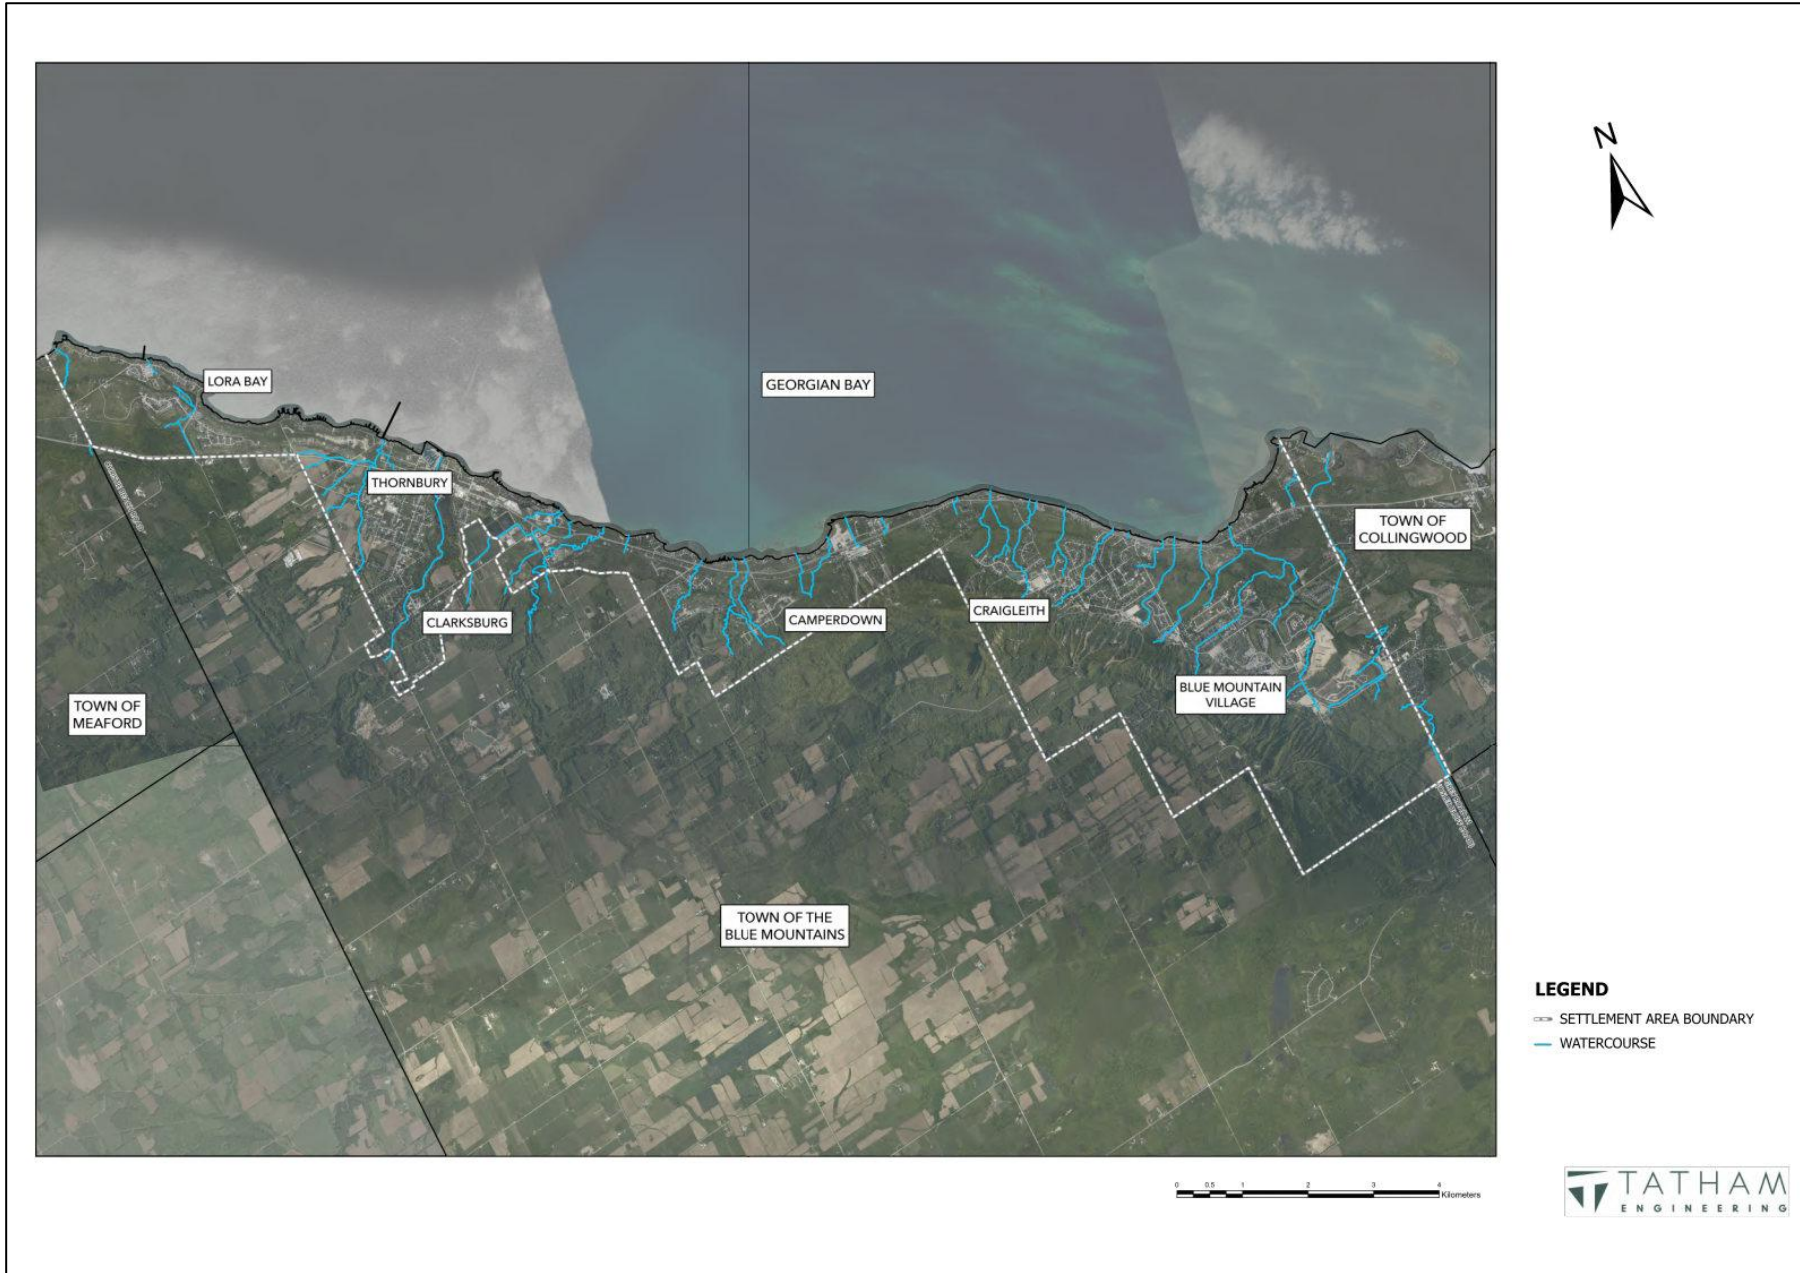 N
LORA BAY
GEORGIAN BAY
THORNBURY
TOWN OF
COLLINGWOOD
CLARKSBURG
CAMPERDOWN
CRAIGLEITH
TOWN OF
MEAFORD
BLUE MOUNTAIN
VILLAGE
TOWN OF THE
BLUE MOUNTAINS
LEGEND
SETTLEMENT AREA BOUNDARY
WATERCOURSE
0 0.5 1 2 3 4
Kilometers
TATHAM
ENGINEERING